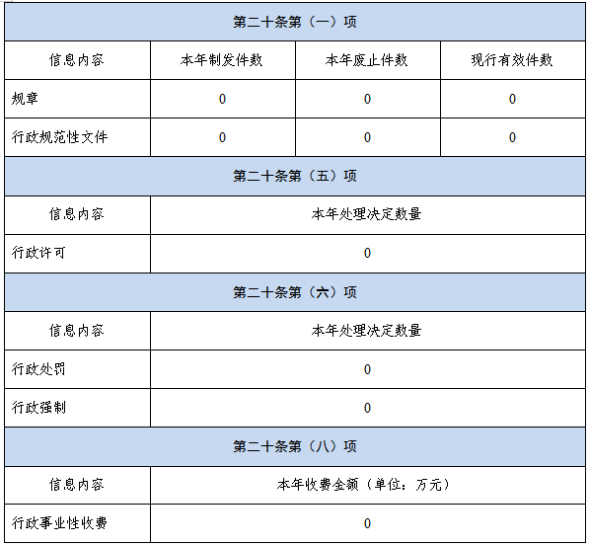 第二十条第（一）项
信息内容 本年制发件数 本年废止件数 现行有效件数
规章 0 0 0
行政规范性文件 0 0 0
第二十条第（五）项
信息内容 本年处理决定数量
行政许可 0
第二十条第（六）项
信息内容 本年处理决定数量
行政处罚 0
行政强制 0
第二十条第（八）项
信息内容 本年收费金额（单位：万元）
行政事业性收费 0